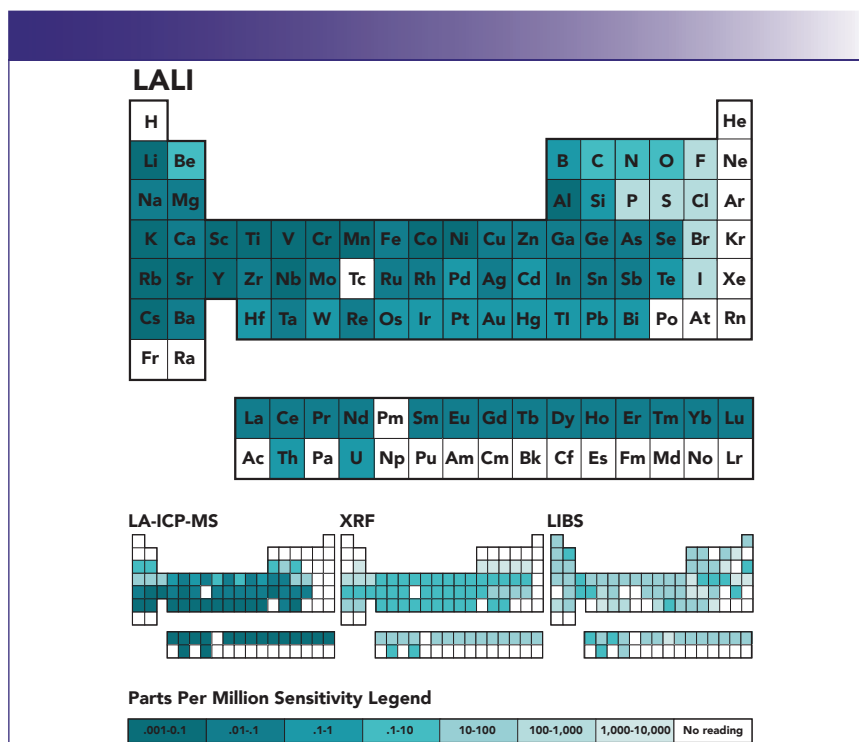 LALI
H He
Li Be B C N O F Ne
Na Mg Al Si P S Cl Ar
K Ca Sc Ti V Cr Mn Fe Co Ni Cu Zn Ga Ge As Se Br Kr
Rb Sr Y Zr Nb Mo Tc Ru Rh Pd Ag Cd In Sn Sb Te I Xe
Cs Ba Hf Ta W Re Os Ir Pt Au Hg Tl Pb Bi Po At Rn
Fr Ra
La Ce Pr Nd Pm Sm Eu Gd Tb Dy Ho Er Tm Yb Lu
Ac Th Pa U Np Pu Am Cm Bk Cf Es Fm Md No Lr
LA-ICP-MS XRF LIBS
Parts Per Million Sensitivity Legend
.001-0.1 .01-.1 .1-1 .1-10 10-100 100-1,000 1,000-10,000 No reading